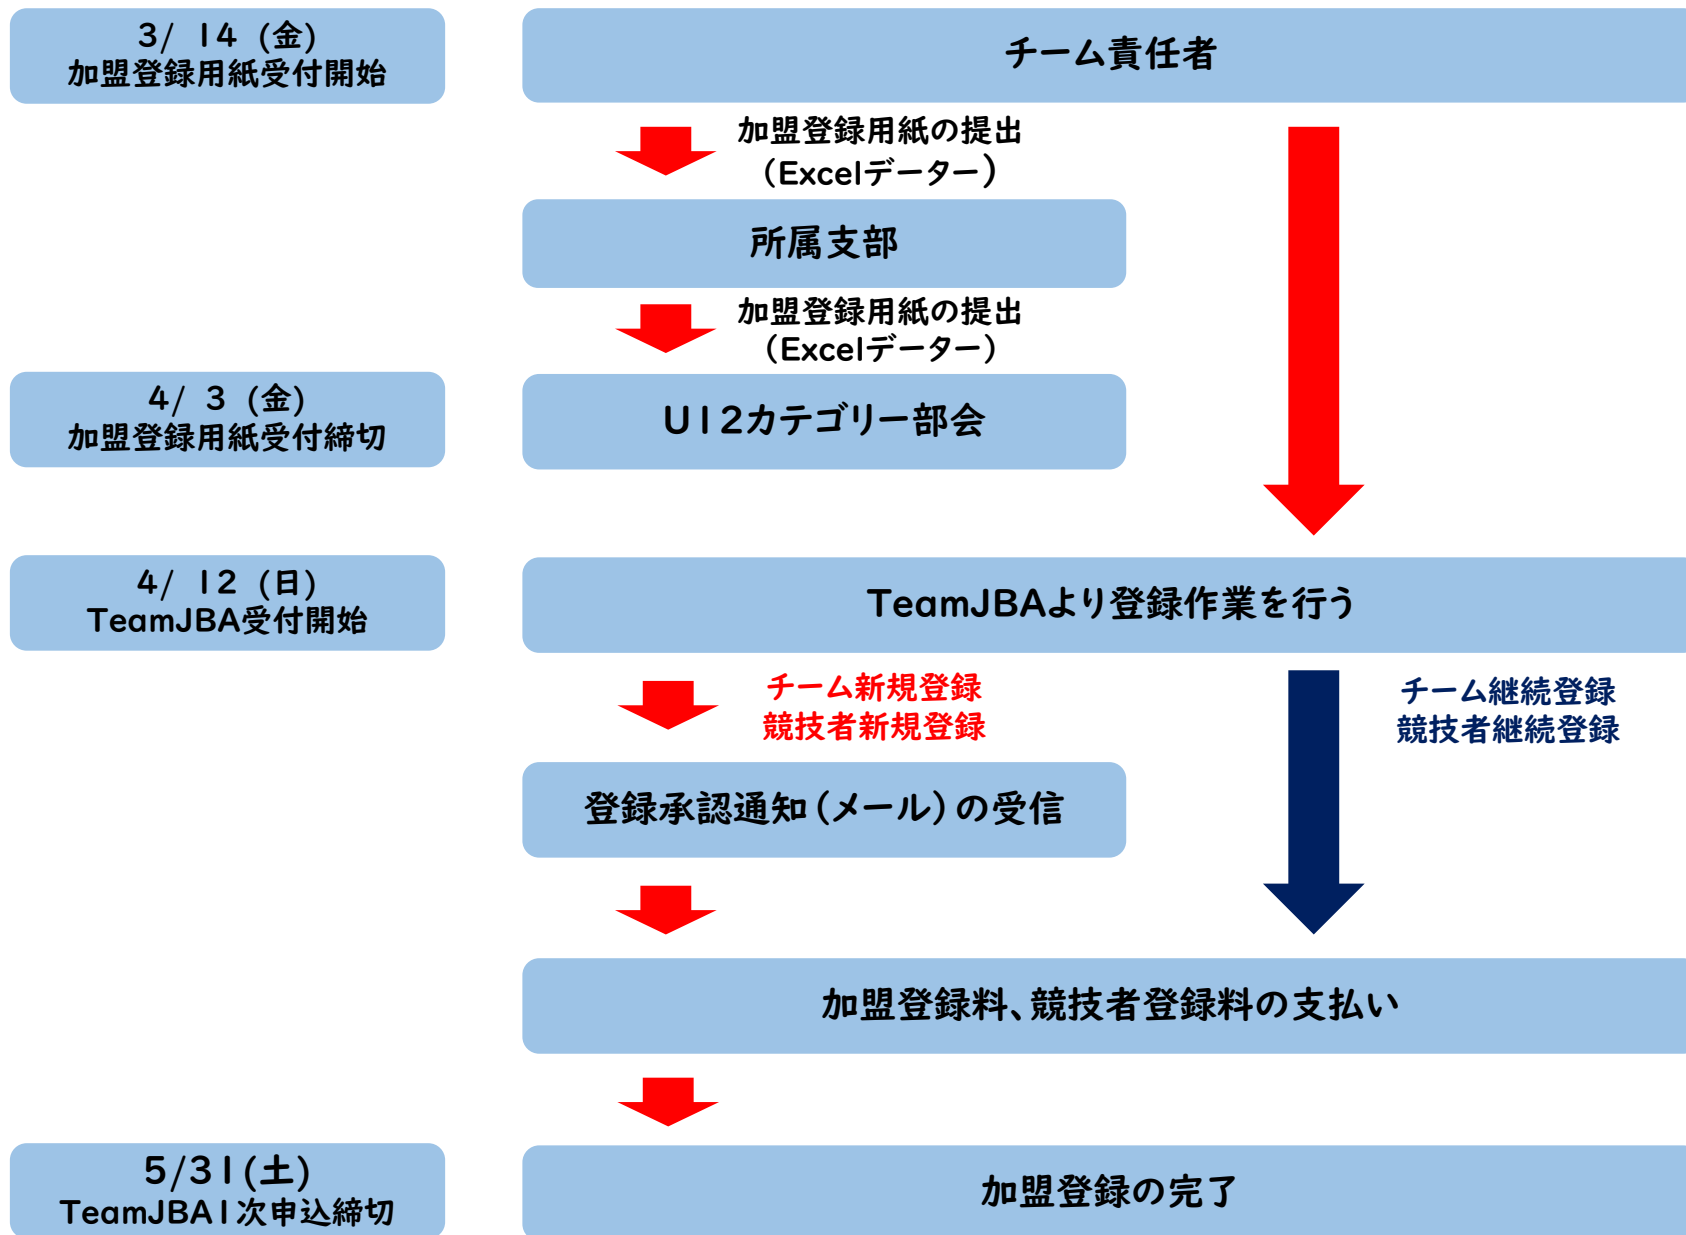 3/ 14 (金)
加盟登録用紙受付開始
チーム責任者
加盟登録用紙の提出
(Excelデーター)
所属支部
加盟登録用紙の提出
(Excelデーター)
4/ 3 (金)
加盟登録用紙受付締切
U12カテゴリー部会
4/ 12 (日)
TeamJBA受付開始
TeamJBAより登録作業を行う
チーム新規登録
競技者新規登録
チーム継続登録
競技者継続登録
登録承認通知(メール)の受信
加盟登録料、競技者登録料の支払い
5/31(土)
TeamJBA1次申込締切
加盟登録の完了